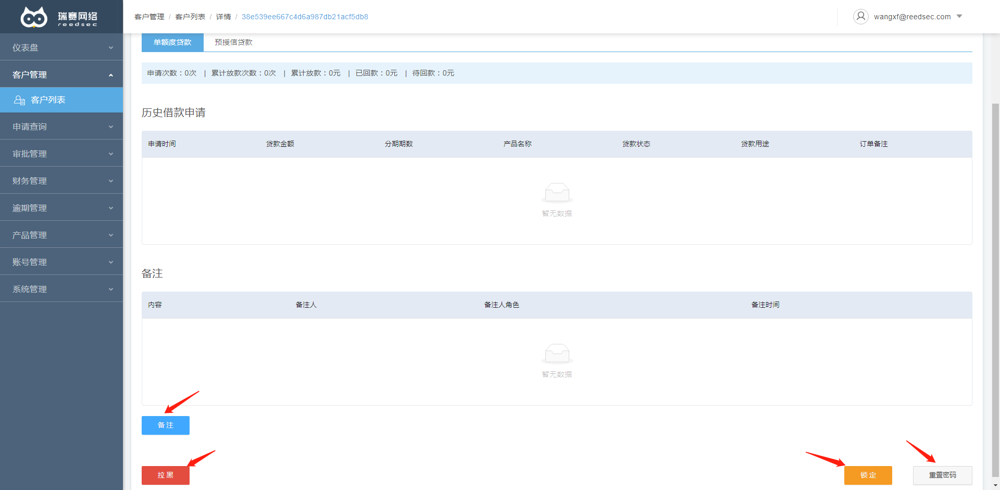 瑞赛网络
reedsec
客户管理 / 客户列表 / 详情 / 38e539ee667c4d6a987db21acf5db8
wangxf@reedsec.com
仪表盘
客户管理
客户列表
申请查询
审批管理
财务管理
逾期管理
产品管理
账号管理
系统管理
单额度贷款 预授信贷款
申请次数：0次 | 累计放款次数：0次 | 累计放款：0元 | 已回款：0元 | 待回款：0元
历史借款申请
申请时间 贷款金额 分期期数 产品名称 贷款状态 贷款用途 订单备注
暂无数据
备注
内容 备注人 备注人角色 备注时间
暂无数据
备注
拉黑 锁定 重置密码